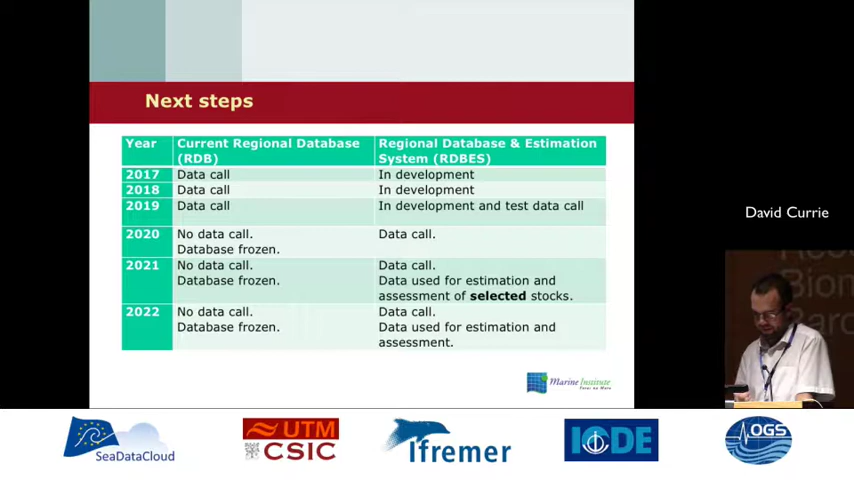 Next steps
Year
Current Regional Database
(RDB)
Regional Database & Estimation
System (RDBES)
2017
Data call
In development
2018
Data call
In development
2019
Data call
In development and test data call
2020
No data call.
Database frozen.
Data call.
2021
No data call.
Database frozen.
Data call.
Data used for estimation and
assessment of selected stocks.
2022
No data call.
Database frozen.
Data call.
Data used for estimation and
assessment.
Marine Institute
David Currie
SeaDataCloud
UTM
CSIC
Ifremer
IODE
OGS